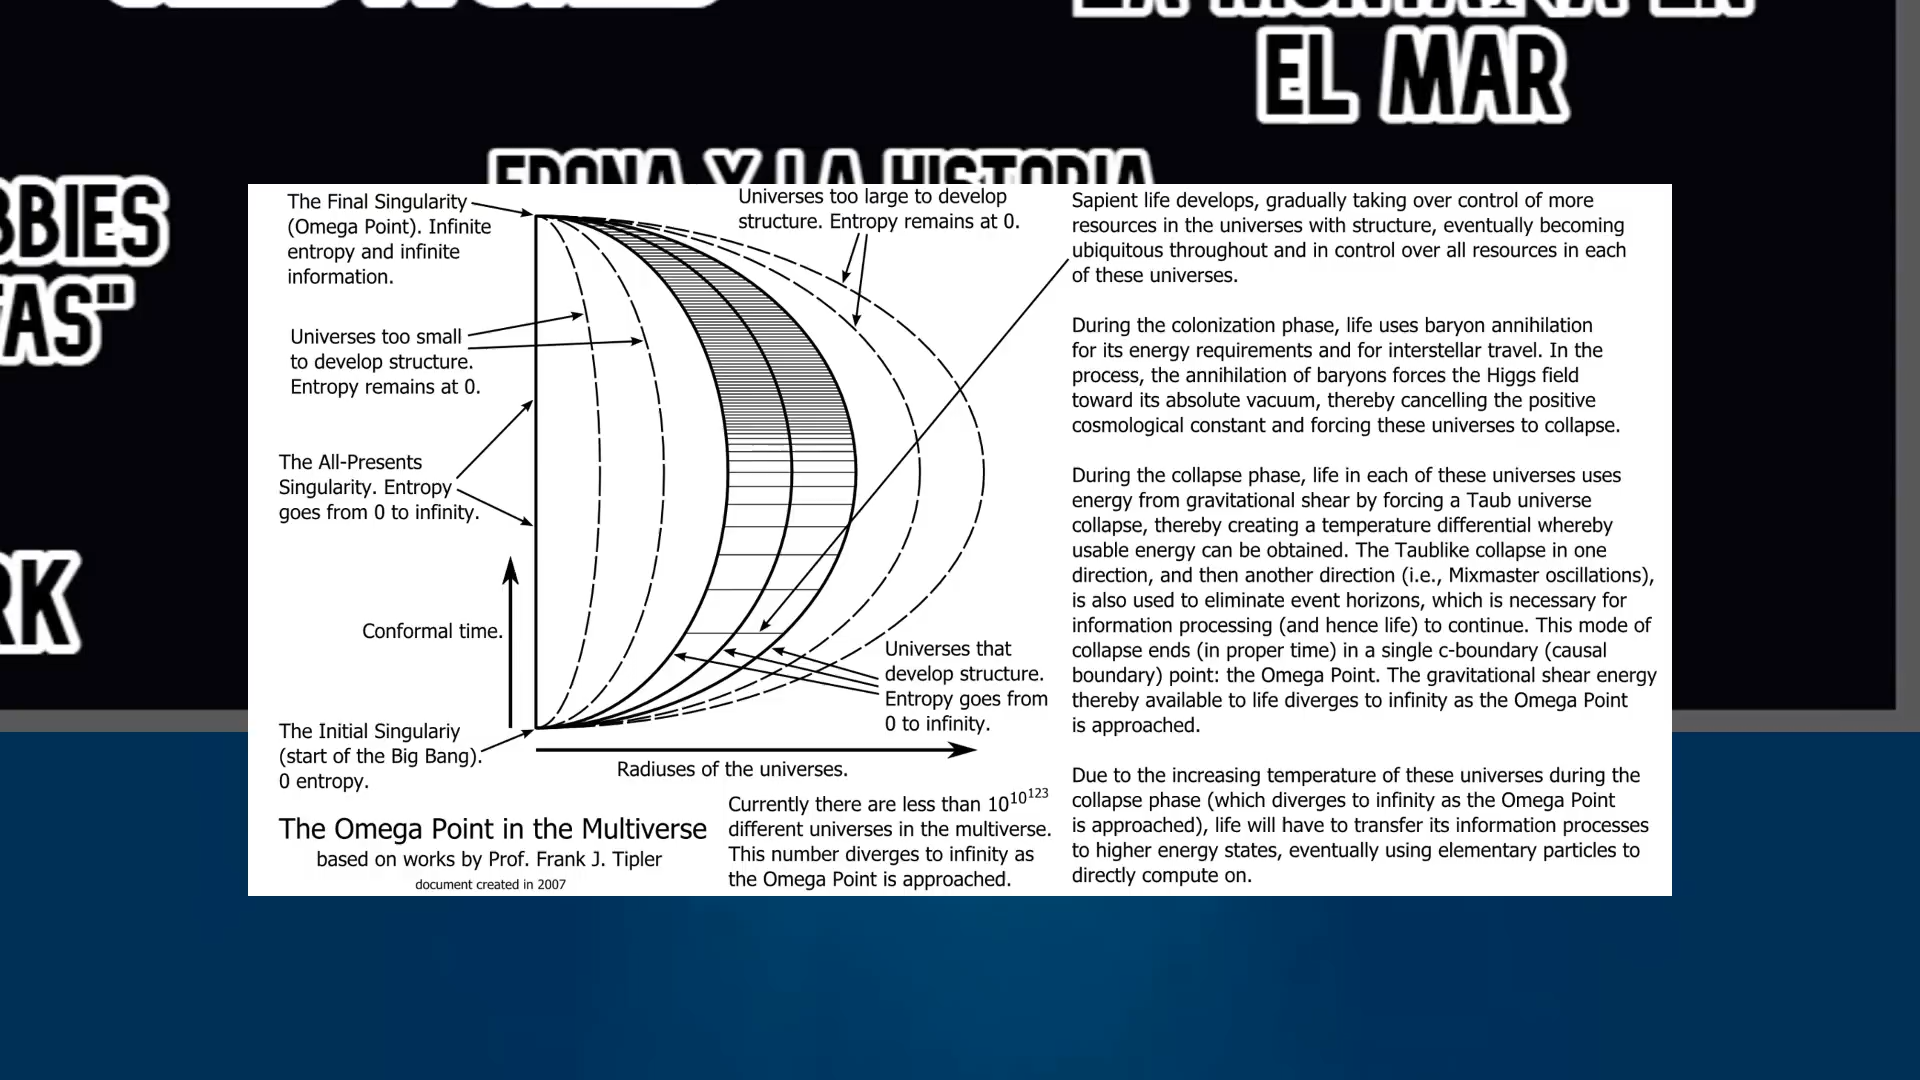 EL MAR
Y LA HISTORIA
BBIES
The Final Singularity
(Omega Point). Infinite
entropy and infinite
information.
Universes too large to develop
structure. Entropy remains at 0.
Universes too small
to develop structure.
Entropy remains at 0.
The All-Presents
Singularity. Entropy
goes from 0 to infinity.
Conformal time.
Universes that
develop structure.
Entropy goes from
0 to infinity.
The Initial Singulariy
(start of the Big Bang).
0 entropy.
Radiuses of the universes.
The Omega Point in the Multiverse
based on works by Prof. Frank J. Tipler
document created in 2007
Currently there are less than 10^10^123
different universes in the multiverse.
This number diverges to infinity as
the Omega Point is approached.
Sapient life develops, gradually taking over control of more
resources in the universes with structure, eventually becoming
ubiquitous throughout and in control over all resources in each
of these universes.
During the colonization phase, life uses baryon annihilation
for its energy requirements and for interstellar travel. In the
process, the annihilation of baryons forces the Higgs field
toward its absolute vacuum, thereby cancelling the positive
cosmological constant and forcing these universes to collapse.
During the collapse phase, life in each of these universes uses
energy from gravitational shear by forcing a Taub universe
collapse, thereby creating a temperature differential whereby
usable energy can be obtained. The Taublike collapse in one
direction, and then another direction (i.e., Mixmaster oscillations),
is also used to eliminate event horizons, which is necessary for
information processing (and hence life) to continue. This mode of
collapse ends (in proper time) in a single c-boundary (causal
boundary) point: the Omega Point. The gravitational shear energy
thereby available to life diverges to infinity as the Omega Point
is approached.
Due to the increasing temperature of these universes during the
collapse phase (which diverges to infinity as the Omega Point
is approached), life will have to transfer its information processes
to higher energy states, eventually using elementary particles to
directly compute on.